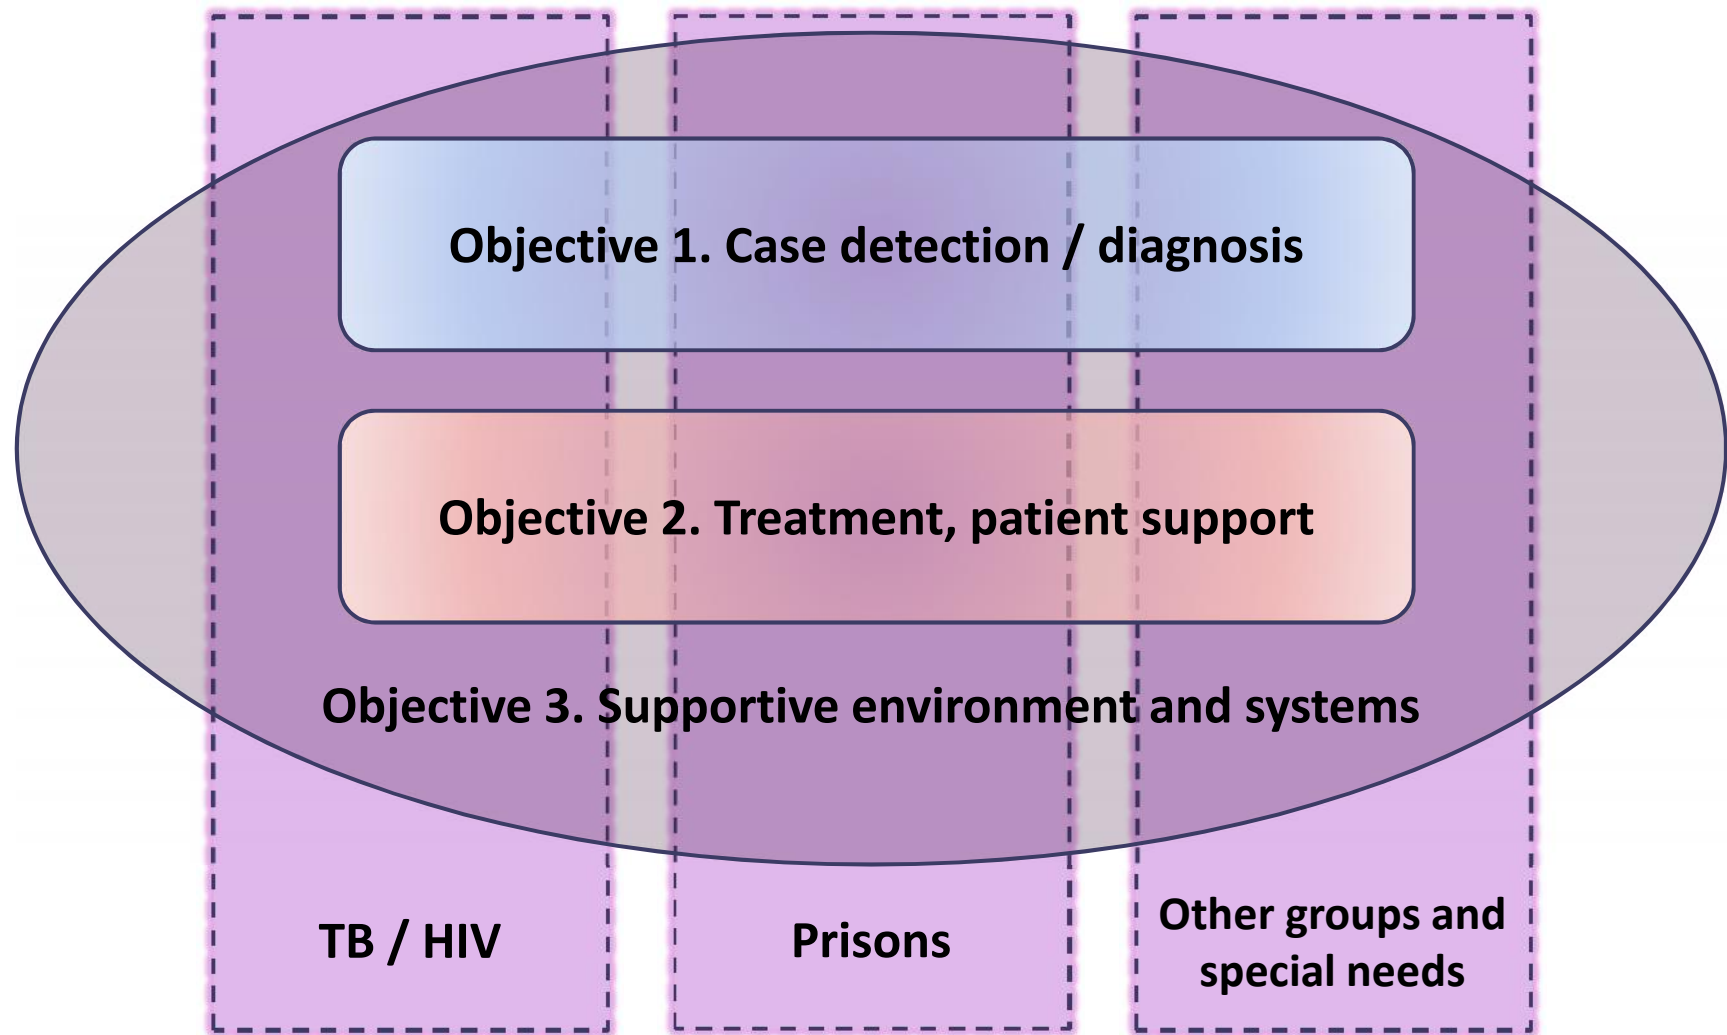 Objective 1. Case detection / diagnosis
Objective 2. Treatment, patient support
Objective 3. Supportive environment and systems
TB / HIV
Prisons
Other groups and
special needs